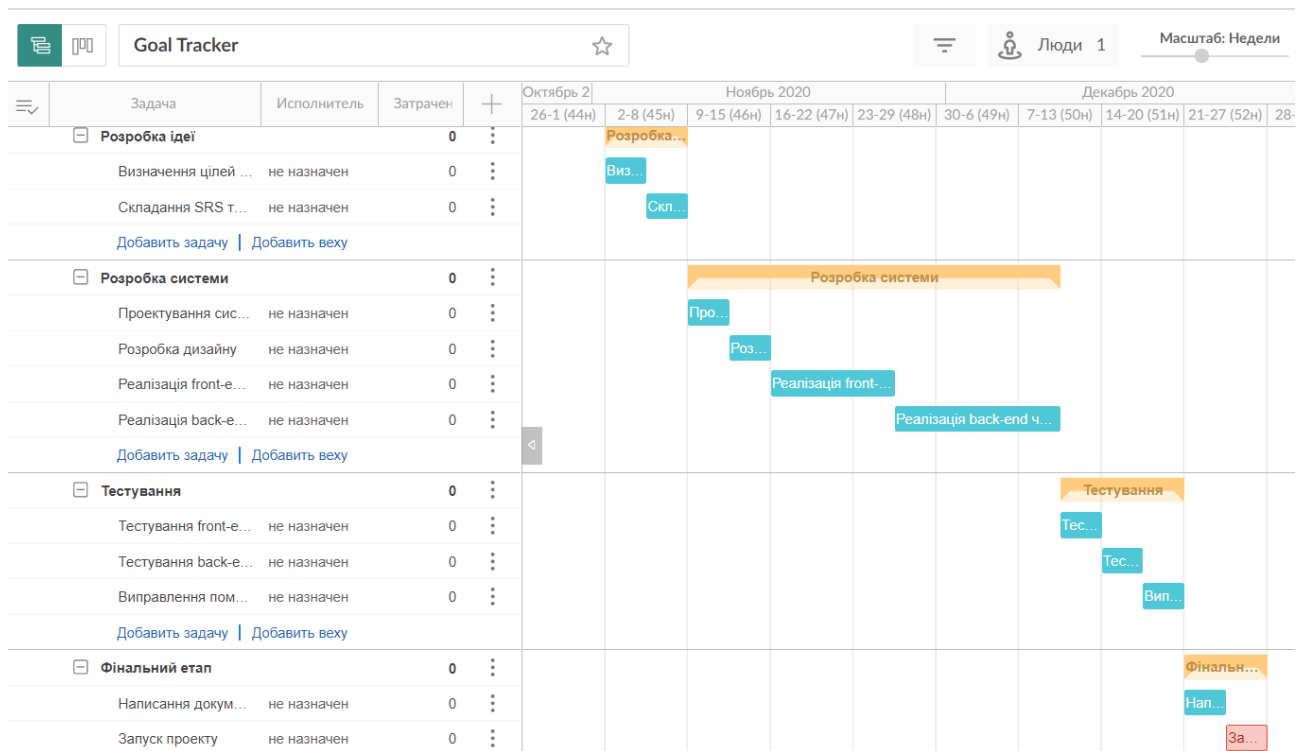 Goal Tracker
Люди 1
Масштаб: Недели
Задача Исполнитель Затрачен
Октябрь 2 Ноябрь 2020 Декабрь 2020
26-1 (44н) 2-8 (45н) 9-15 (46н) 16-22 (47н) 23-29 (48н) 30-6 (49н) 7-13 (50н) 14-20 (51н) 21-27 (52н) 28-
Розробка ідеї 0 Розробка...
Визначення цілей ... не назначен 0 Виз...
Складання SRS т... не назначен 0 Скл...
Добавить задачу | Добавить веху
Розробка системи 0 Розробка системи
Проектування сис... не назначен 0 Про...
Розробка дизайну не назначен 0 Роз...
Реалізація front-e... не назначен 0 Реалізація front-...
Реалізація back-e... не назначен 0 Реалізація back-end ч...
Добавить задачу | Добавить веху
Тестування 0 Тестування
Тестування front-e... не назначен 0 Тес...
Тестування back-e... не назначен 0 Тес...
Виправлення пом... не назначен 0 Вип...
Добавить задачу | Добавить веху
Фінальний етап 0 Фінальн...
Написання докум... не назначен 0 Нап...
Запуск проекту не назначен 0 За...